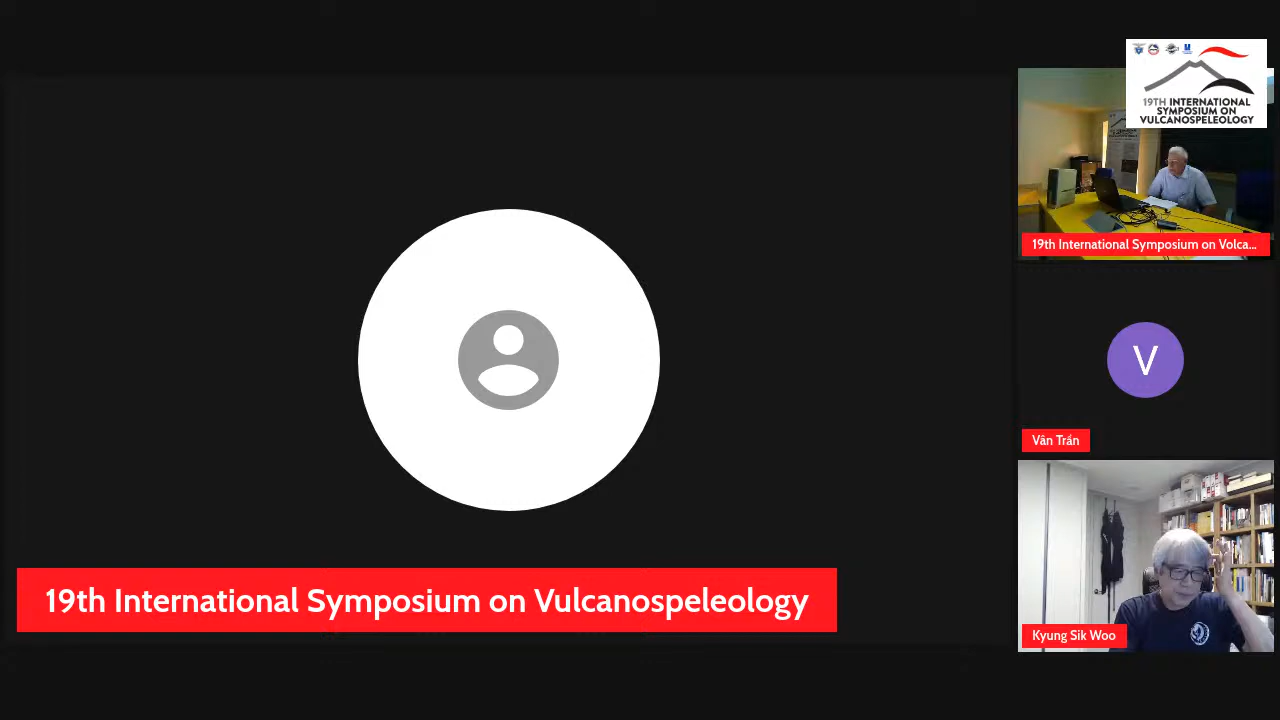 19TH INTERNATIONAL
SYMPOSIUM ON
VULCANOSPELEOLOGY
19th International Symposium on Volca...
V
Vân Trần
19th International Symposium on Vulcanospeleology
Kyung Sik Woo